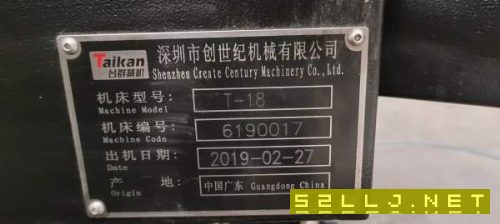 Taikan
台群精机
深圳市创世纪机械有限公司
Shenzhen Create Century Machinery Co., Ltd.
机床型号: T-18
Machine Model
机床编号: 6190017
Machine Code
出机日期: 2019-02-27
Date
产 地: 中国广东 Guangdong China
Origin
52LLJ.NET